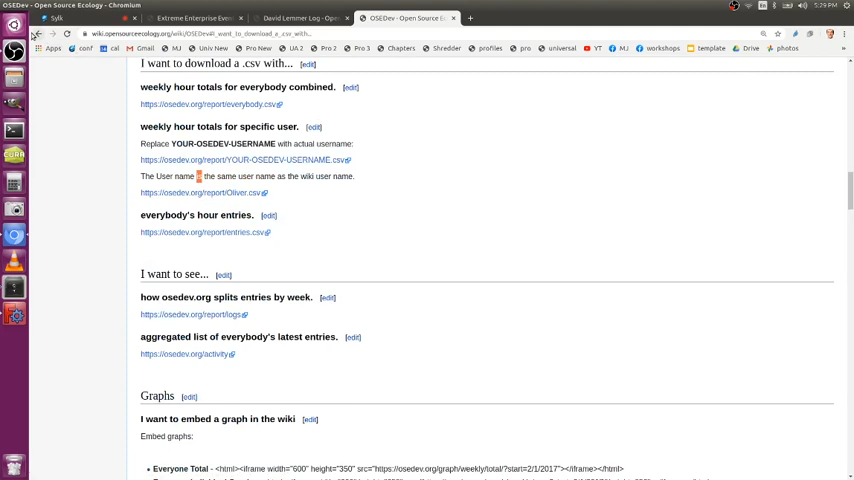 OSEDev - Open Source Ecology - Chromium
En
5:29 PM
Sylk
Extreme Enterprise Even
David Lemmer Log - Open
OSEDev - Open Source Ec
wiki.opensourceecology.org/wiki/OSEDev#I_want_to_download_a_.csv_with...
Apps conf cal Gmail MJ Univ New Pro New UA 2 Pro 2 Pro 3 Chapters Shredder profiles pro universal YT MJ workshops template Drive photos
I want to download a .csv with... [edit]
weekly hour totals for everybody combined. [edit]
https://osedev.org/report/everybody.csv
weekly hour totals for specific user. [edit]
Replace YOUR-OSEDEV-USERNAME with actual username:
https://osedev.org/report/YOUR-OSEDEV-USERNAME.csv
The User name is the same user name as the wiki user name.
https://osedev.org/report/Oliver.csv
everybody's hour entries. [edit]
https://osedev.org/report/entries.csv
I want to see... [edit]
how osedev.org splits entries by week. [edit]
https://osedev.org/report/logs
aggregated list of everybody's latest entries. [edit]
https://osedev.org/activity
Graphs [edit]
I want to embed a graph in the wiki [edit]
Embed graphs:
• Everyone Total - <html><iframe width="600" height="350" src="https://osedev.org/graph/weekly/total/?start=2/1/2017"></iframe></html>
CURA